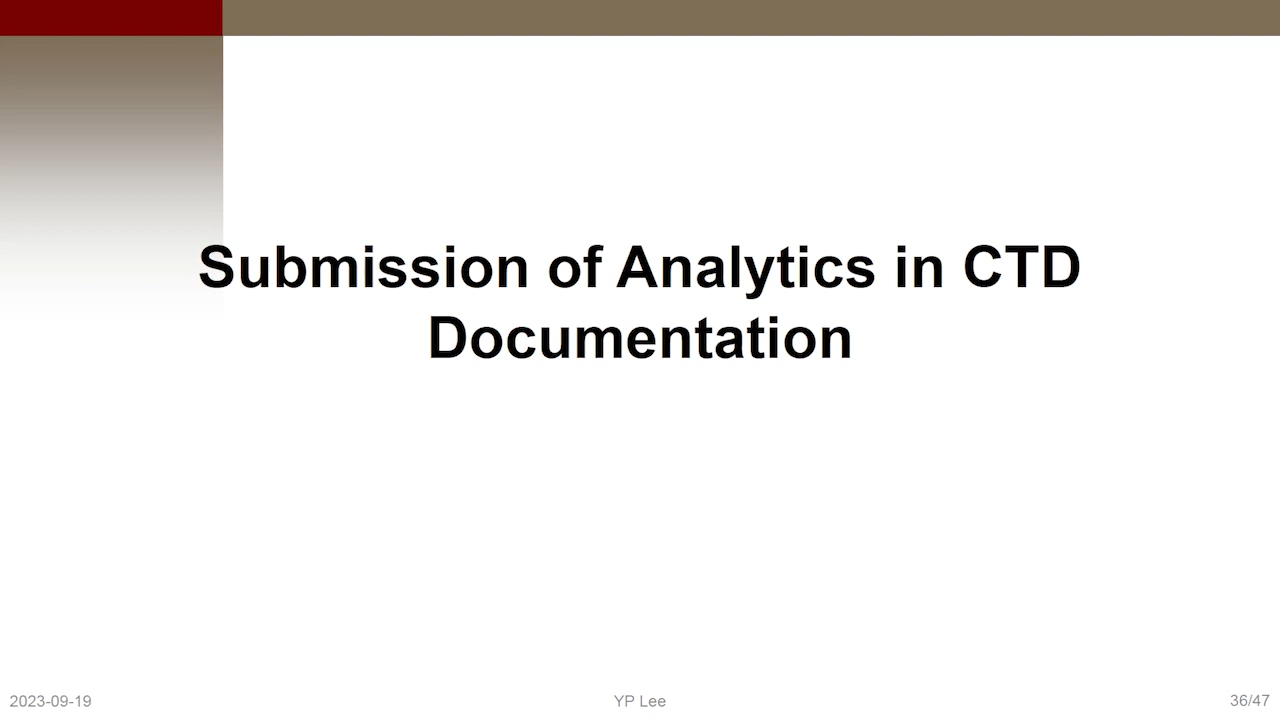 Submission of Analytics in CTD
Documentation
2023-09-19
YP Lee
36/47